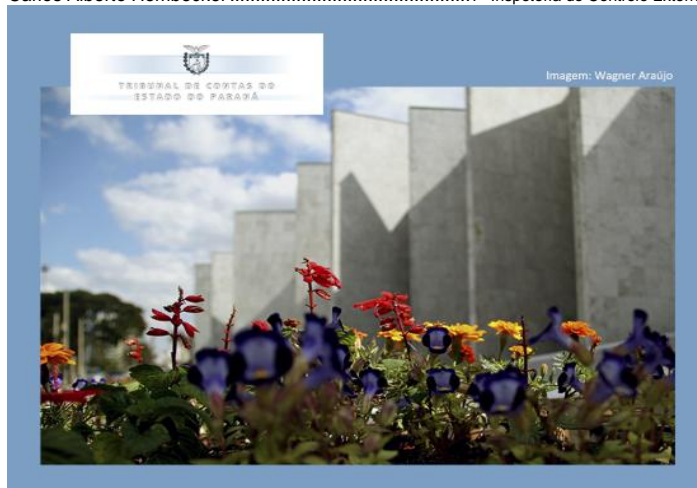 TRIBUNAL DE CONTAS DO
ESTADO DO PARANÁ
Imagem: Wagner Araújo